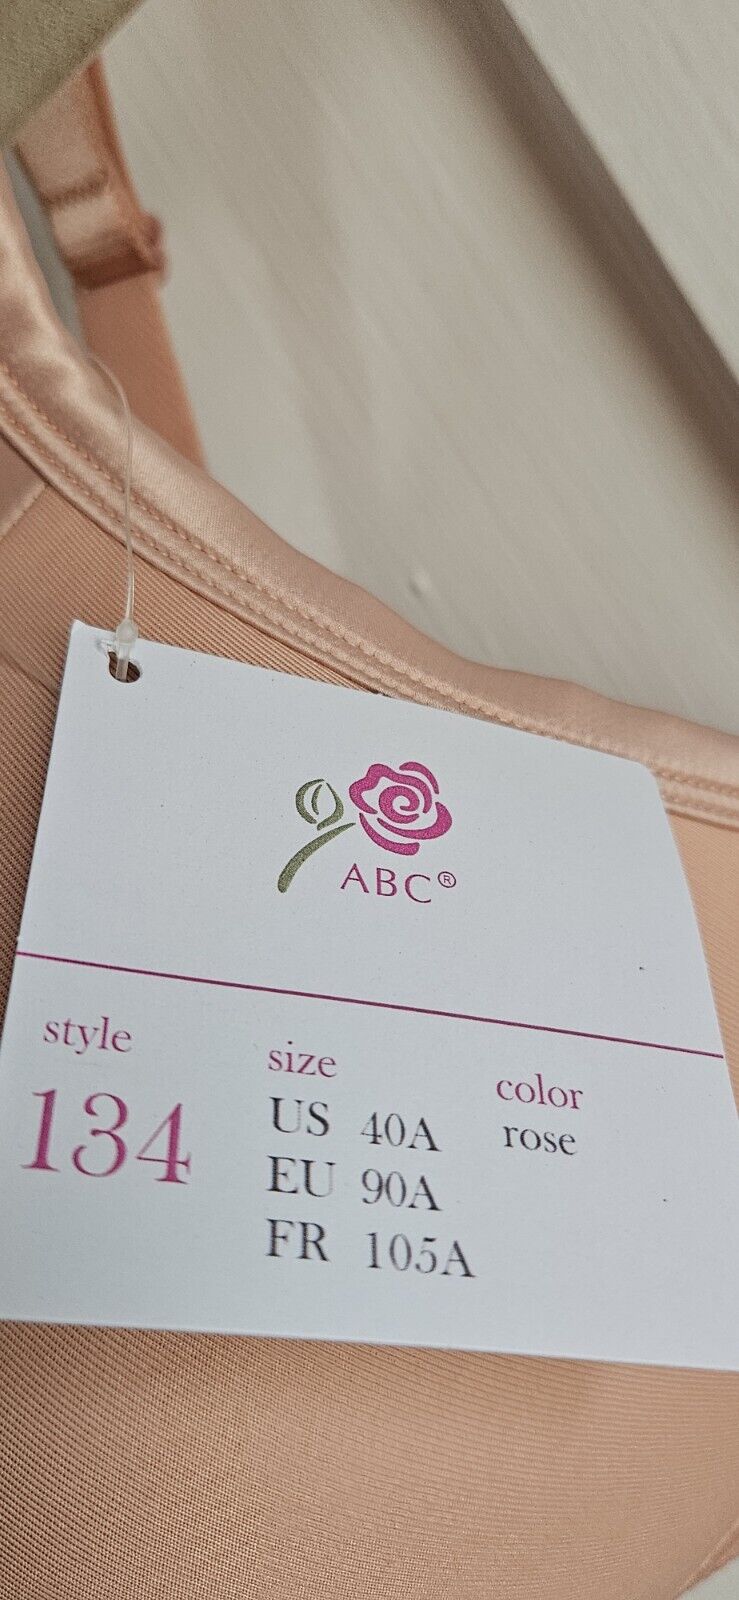 ABC®
style
134
size
US 40A
EU 90A
FR 105A
color
rose